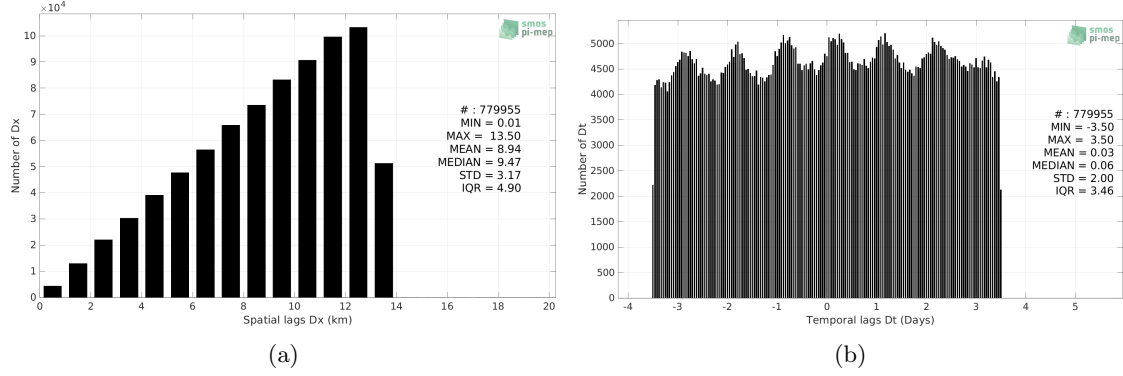 ×10⁴
10
9
8
7
6
5
4
3
2
1
0
Number of Dx
smos
pi-mep
# : 779955
MIN = 0.01
MAX = 13.50
MEAN = 8.94
MEDIAN = 9.47
STD = 3.17
IQR = 4.90
0 2 4 6 8 10 12 14 16 18 20
Spatial lags Dx (km)
(a)
5000
4500
4000
3500
3000
2500
2000
1500
1000
500
0
Number of Dt
smos
pi-mep
# : 779955
MIN = -3.50
MAX = 3.50
MEAN = 0.03
MEDIAN = 0.06
STD = 2.00
IQR = 3.46
-4 -3 -2 -1 0 1 2 3 4 5
Temporal lags Dt (Days)
(b)